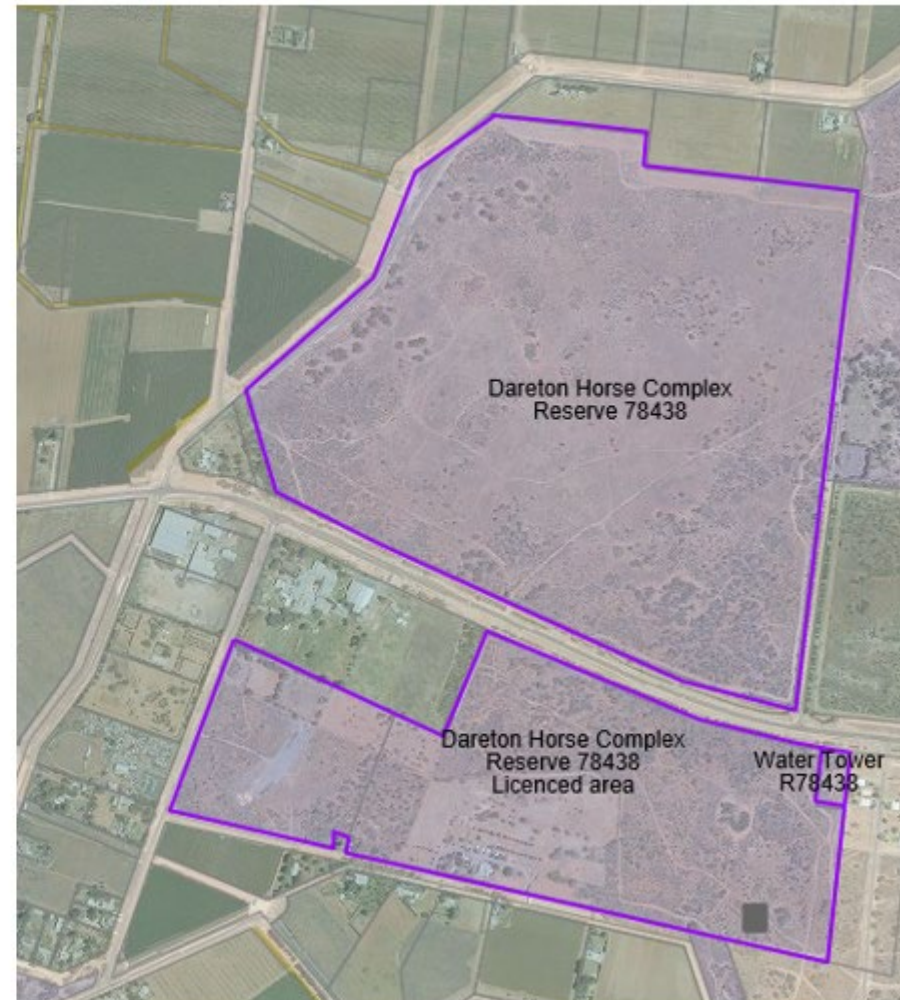 Dareton Horse Complex
Reserve 78438
Dareton Horse Complex
Reserve 78438
Licenced area
Water Tower
R78438